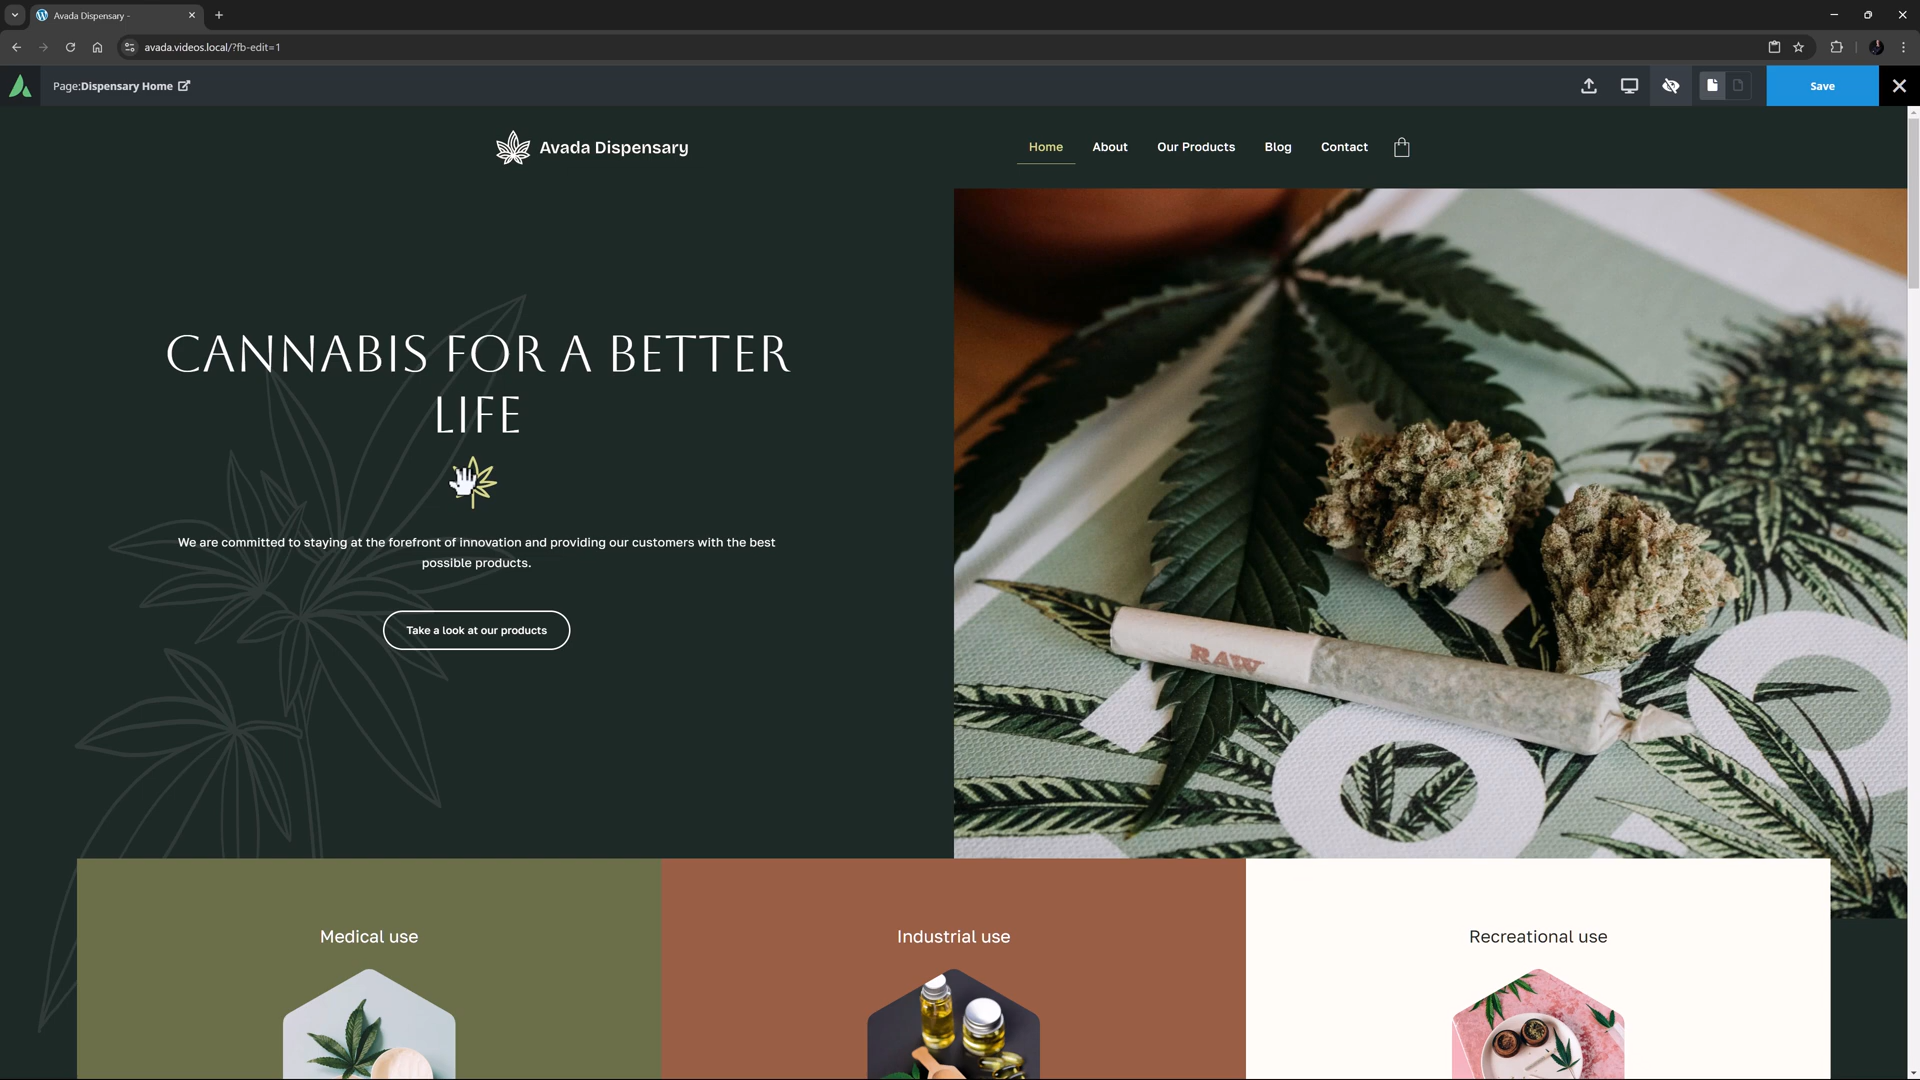 Avada Dispensary -
avada.videos.local/?fb-edit=1
Page:Dispensary Home
Save
Avada Dispensary
Home
About
Our Products
Blog
Contact
CANNABIS FOR A BETTER
LIFE
We are committed to staying at the forefront of innovation and providing our customers with the best
possible products.
Take a look at our products
RAW
Medical use
Industrial use
Recreational use